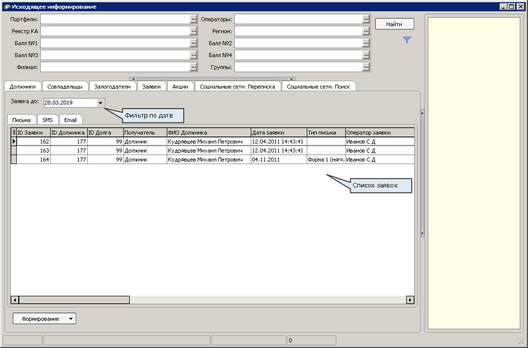 Исходящее информирование
Портфели: Операторы: Найти
Реестр КА Регион:
Балл №1 Балл №2
Балл №3 Балл №4
Филиал: Группы:
Должники Совладельцы Залогодатели Заявки Акции Социальные сети. Переписка Социальные сети. Поиск
Заявка до: 28.03.2019
Фильтр по дате
Письма SMS Email
ID Заявки ID Должника ID Долга Получатель ФИО Должника Дата заявки Тип письма Оператор заявки
162 177 99 Должник Кудрявцев Михаил Петрович 12.04.2011 14:43:41 Иванов С Д
163 177 99 Должник Кудрявцев Михаил Петрович 12.04.2011 14:43:41 Иванов С Д
164 177 99 Должник Кудрявцев Михаил Петрович 04.11.2011 Форма 1 (мягк. Иванов С Д
Список заявок
Формирование
0